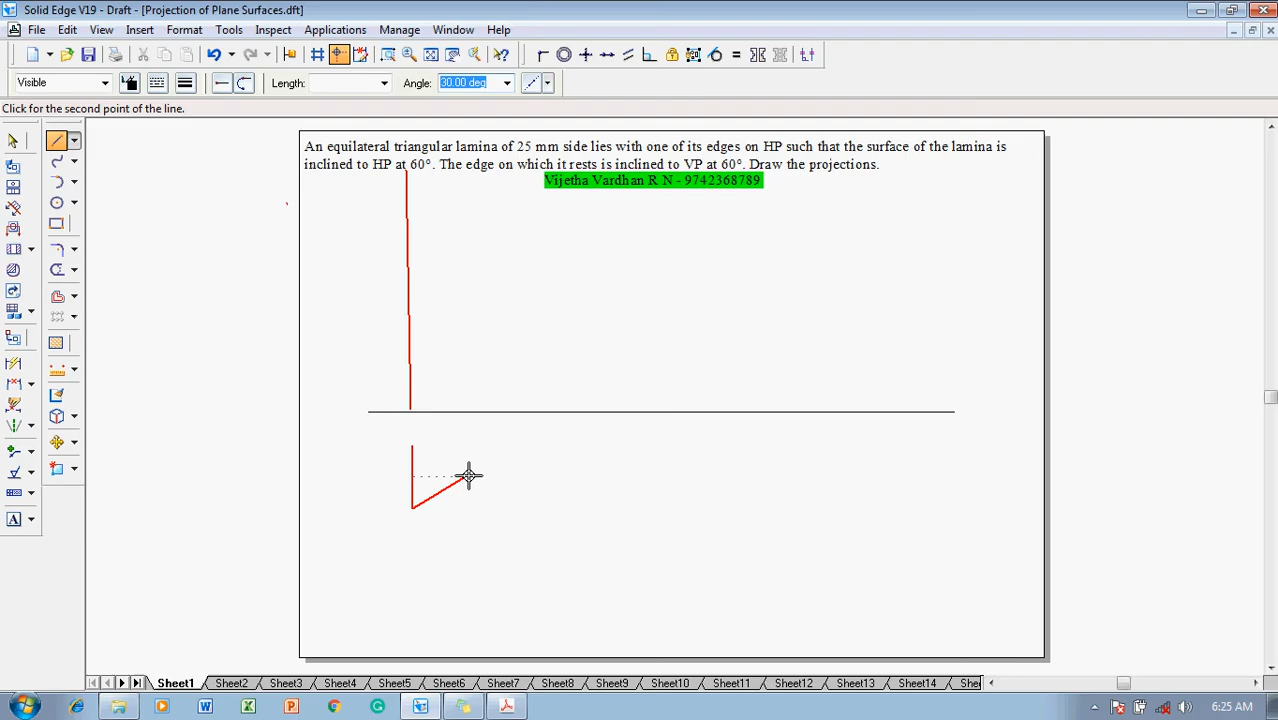 Solid Edge V19 - Draft - [Projection of Plane Surfaces.dft]
File Edit View Insert Format Tools Inspect Applications Manage Window Help
Visible Length: Angle: 30.00 deg
Click for the second point of the line.
An equilateral triangular lamina of 25 mm side lies with one of its edges on HP such that the surface of the lamina is
inclined to HP at 60°. The edge on which it rests is inclined to VP at 60°. Draw the projections.
Vijetha Vardhan R N - 9742368789
Sheet1 Sheet2 Sheet3 Sheet4 Sheet5 Sheet6 Sheet7 Sheet8 Sheet9 Sheet10 Sheet11 Sheet12 Sheet13 Sheet14 She
6:25 AM